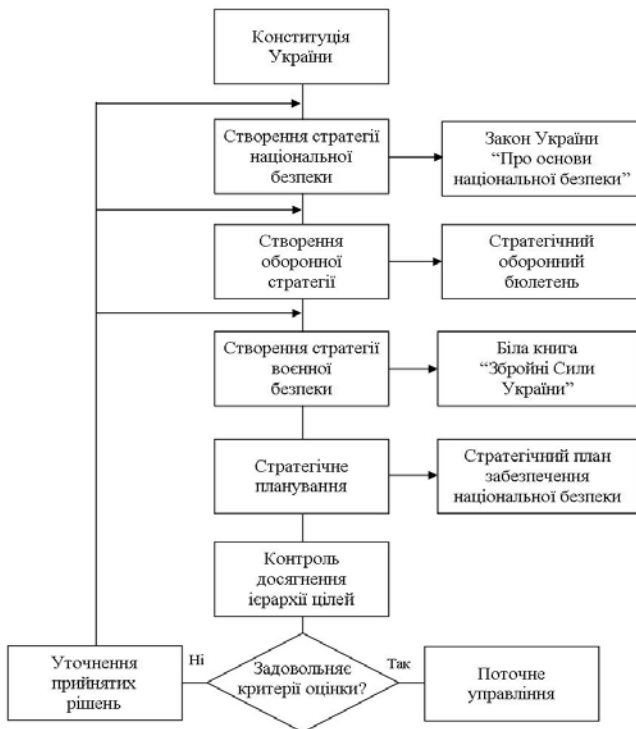 Конституція
України
Створення стратегії
національної
безпеки
Закон України
“Про основи
національної безпеки”
Створення
оборонної
стратегії
Стратегічний
оборонний
бюлетень
Створення стратегії
воєнної
безпеки
Біла книга
“Збройні Сили
України”
Стратегічне
планування
Стратегічний план
забезпечення
національної безпеки
Контроль
досягнення
ієрархії цілей
Уточнення
прийнятих
рішень
Ні
Задовольняє
критерії оцінки?
Так
Поточне
управління